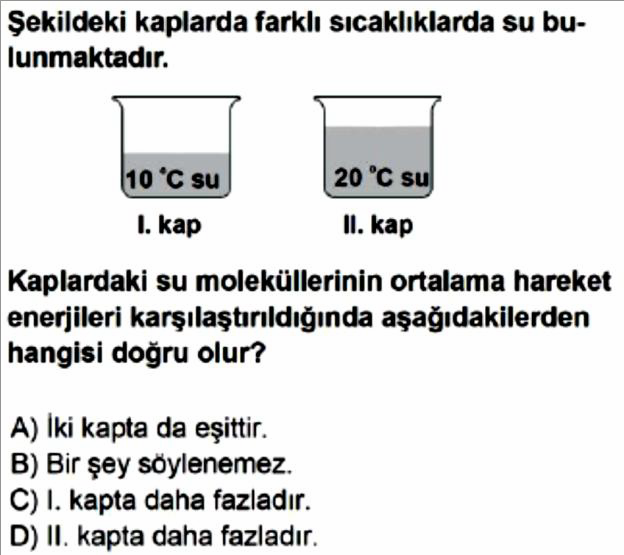 Şekildeki kaplarda farklı sıcaklıklarda su bu-
lunmaktadır.
10 °C su
20 °C su
I. kap
II. kap
Kaplardaki su moleküllerinin ortalama hareket
enerjileri karşılaştırıldığında aşağıdakilerden
hangisi doğru olur?
A) İki kapta da eşittir.
B) Bir şey söylenemez.
C) I. kapta daha fazladır.
D) II. kapta daha fazladır.